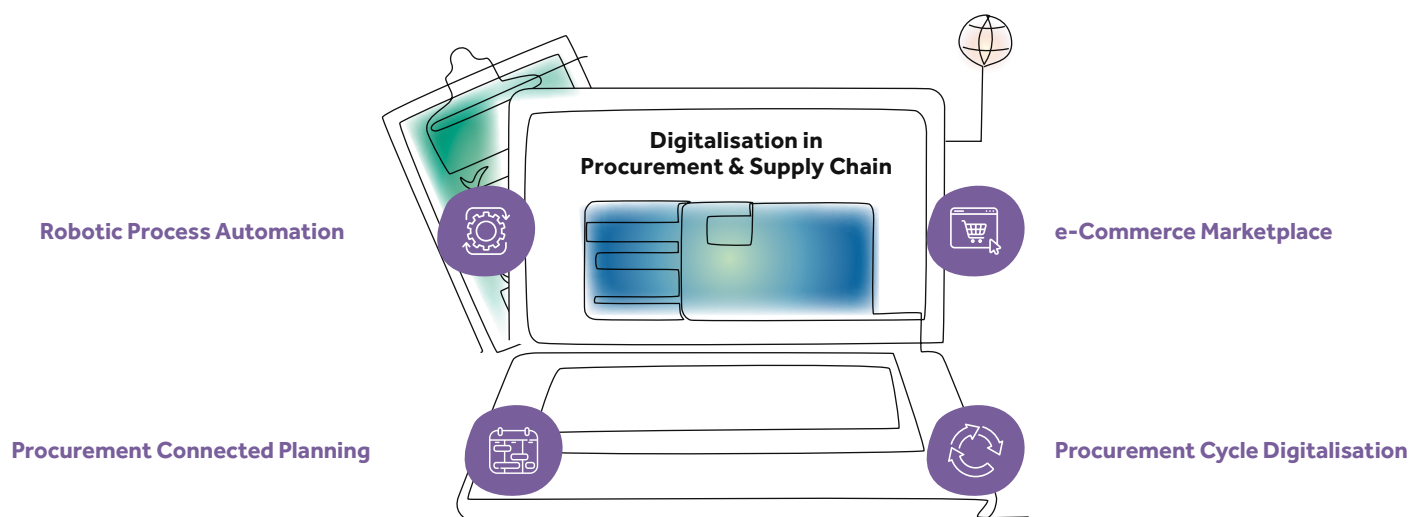 Digitalisation in
Procurement & Supply Chain
Robotic Process Automation
e-Commerce Marketplace
Procurement Connected Planning
Procurement Cycle Digitalisation